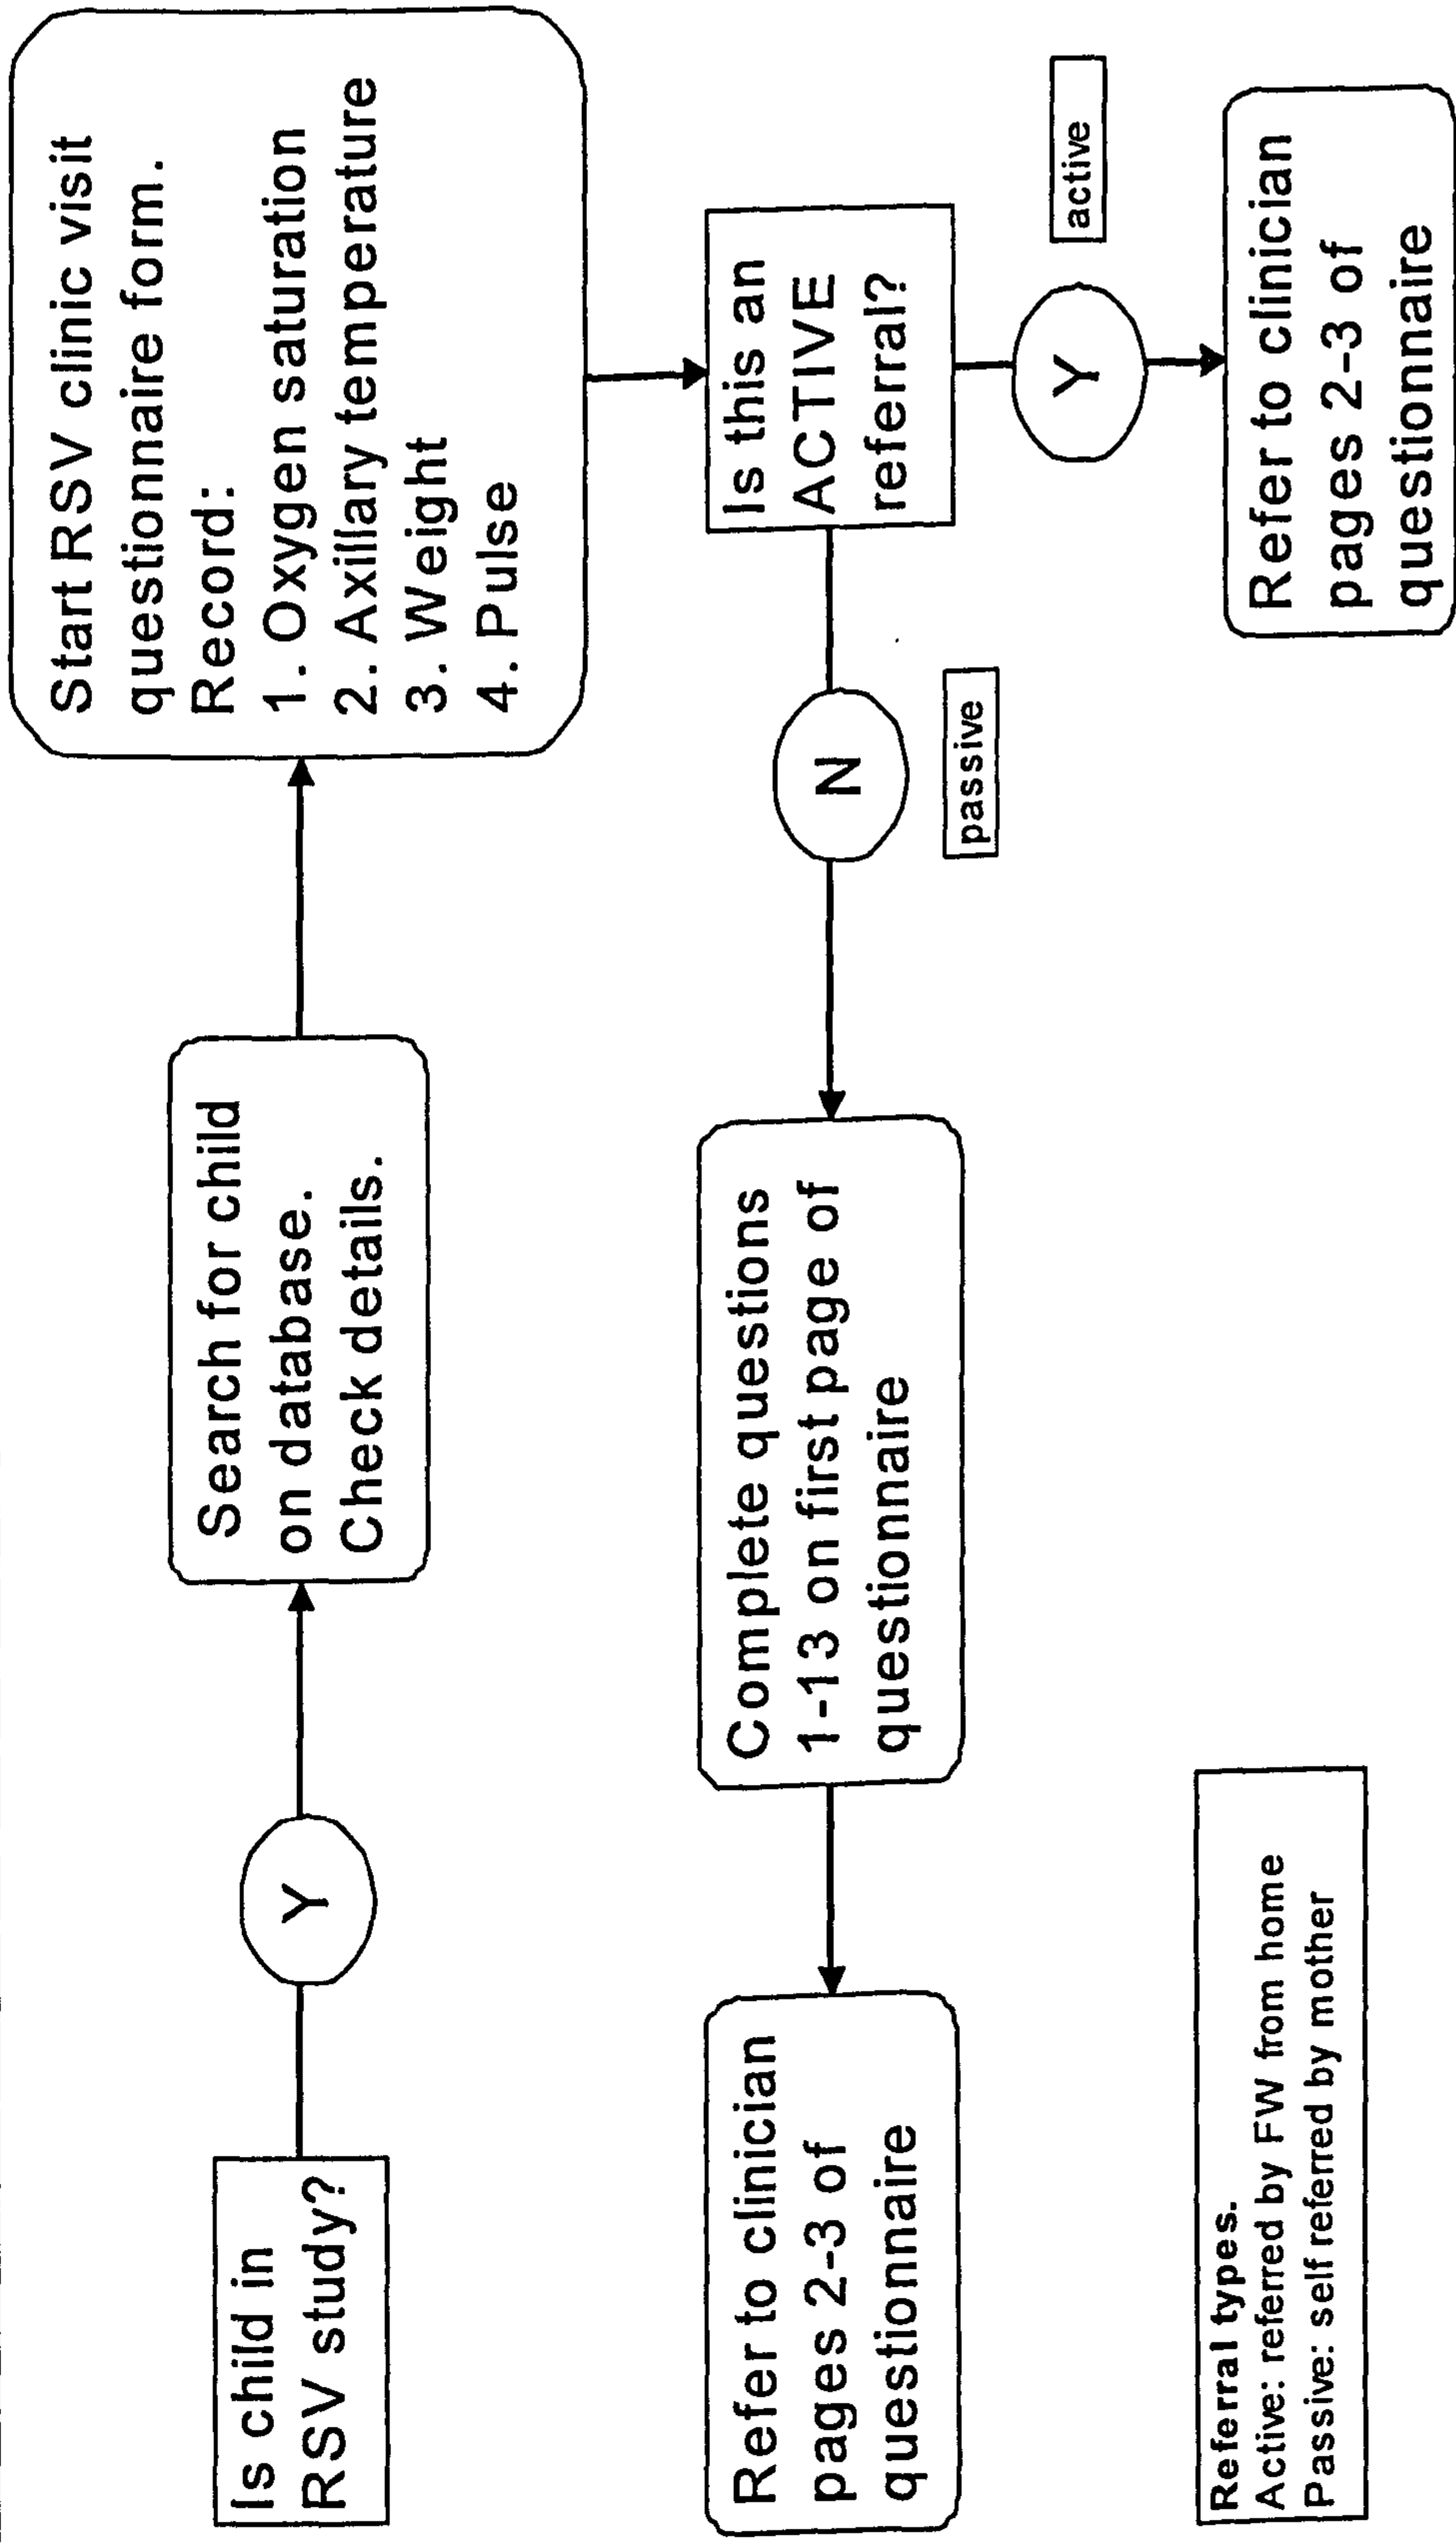 Is child in
RSV study?
Y
Search for child
on database.
Check details.
Start RSV clinic visit
questionnaire form.
Record:
1. Oxygen saturation
2. Axillary temperature
3. Weight
4. Pulse
Is this an
ACTIVE
referral?
N
passive
Complete questions
1-13 on first page of
questionnaire
Refer to clinician
pages 2-3 of
questionnaire
Y
active
Refer to clinician
pages 2-3 of
questionnaire
Referral types.
Active: referred by FW from home
Passive: self referred by mother